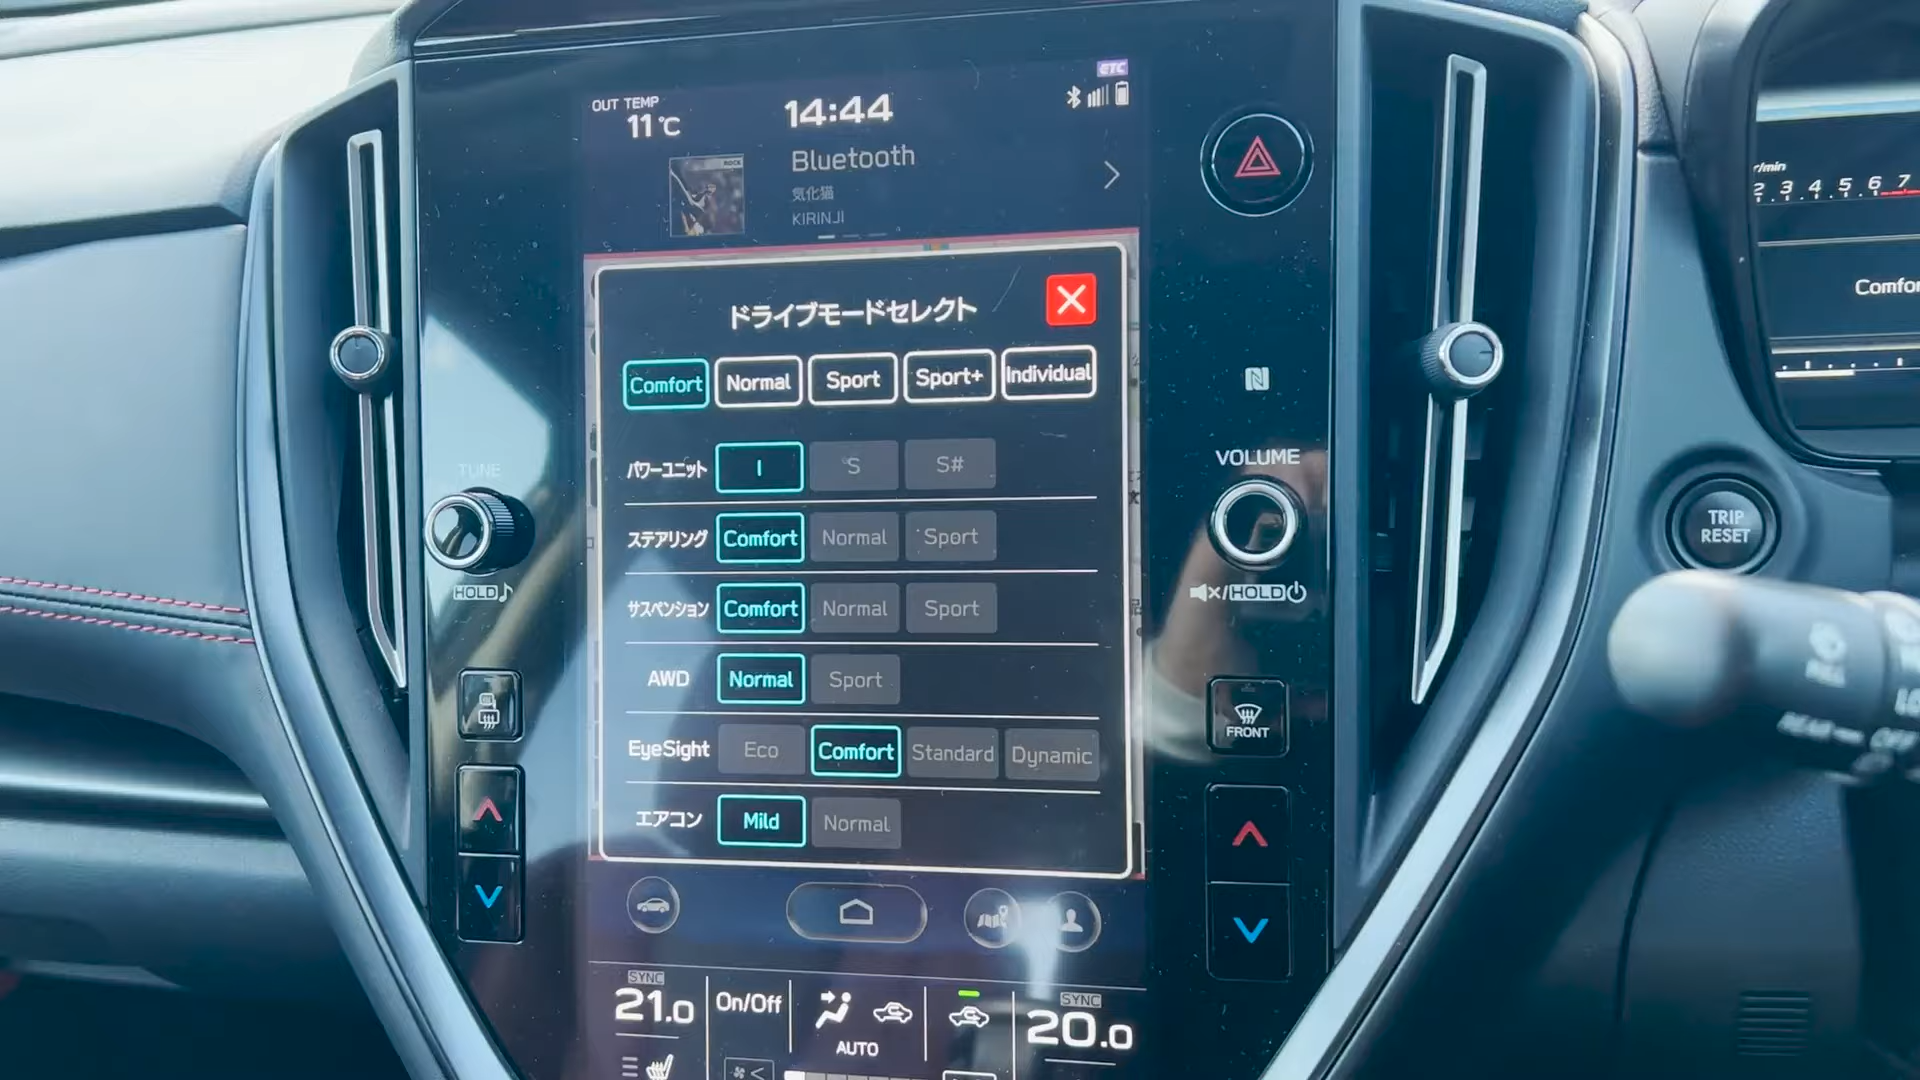 ETC
OUT TEMP
11℃
14:44
Bluetooth
ROCK
気化猫
KIRINJI
ドライブモードセレクト
Comfort Normal Sport Sport+ Individual
パワーユニット I S S#
ステアリング Comfort Normal Sport
サスペンション Comfort Normal Sport
AWD Normal Sport
EyeSight Eco Comfort Standard Dynamic
エアコン Mild Normal
SYNC
21.0
On/Off
AUTO
SYNC
20.0
TUNE
HOLD
VOLUME
/HOLD
FRONT
r/min
2 3 4 5 6 7
TRIP
RESET
REAR
OFF